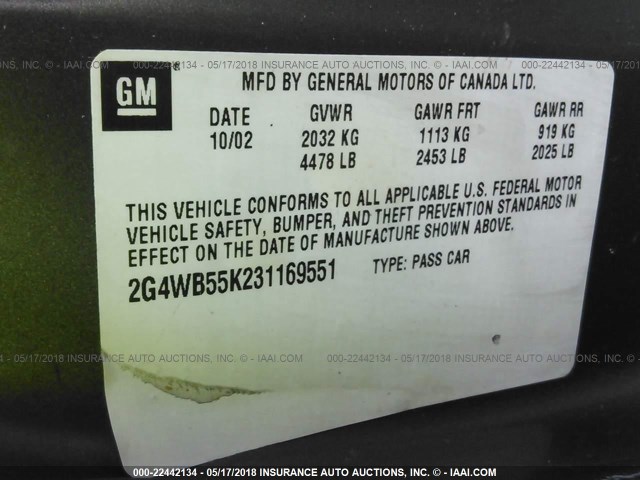 000-22442134 - 05/17/2018 INSURANCE AUTO AUCTIONS, INC. - © IAAI.COM
GM
MFD BY GENERAL MOTORS OF CANADA LTD.
DATE GVWR GAWR FRT GAWR RR
10/02 2032 KG 1113 KG 919 KG
4478 LB 2453 LB 2025 LB
THIS VEHICLE CONFORMS TO ALL APPLICABLE U.S. FEDERAL MOTOR
VEHICLE SAFETY, BUMPER, AND THEFT PREVENTION STANDARDS IN
EFFECT ON THE DATE OF MANUFACTURE SHOWN ABOVE.
2G4WB55K231169551 TYPE: PASS CAR
000-22442134 - 05/17/2018 INSURANCE AUTO AUCTIONS, INC. - © IAAI.COM
000-22442134 - 05/17/2018 INSURANCE AUTO AUCTIONS, INC. - © IAAI.COM